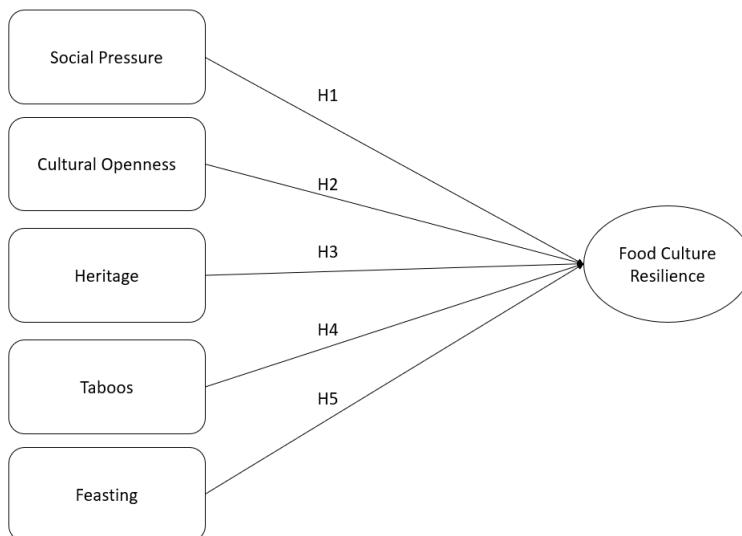 Social Pressure
H1
Cultural Openness
H2
Heritage
H3
Food Culture
Resilience
Taboos
H4
Feasting
H5